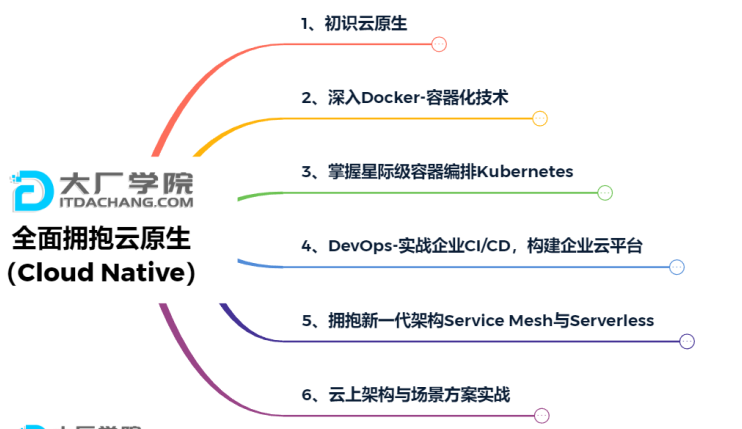 1、初识云原生
2、深入Docker-容器化技术
3、掌握星际级容器编排Kubernetes
大厂学院
ITDACHANG.COM
全面拥抱云原生
（Cloud Native）
4、DevOps-实战企业CI/CD，构建企业云平台
5、拥抱新一代架构Service Mesh与Serverless
6、云上架构与场景方案实战
大厂学院